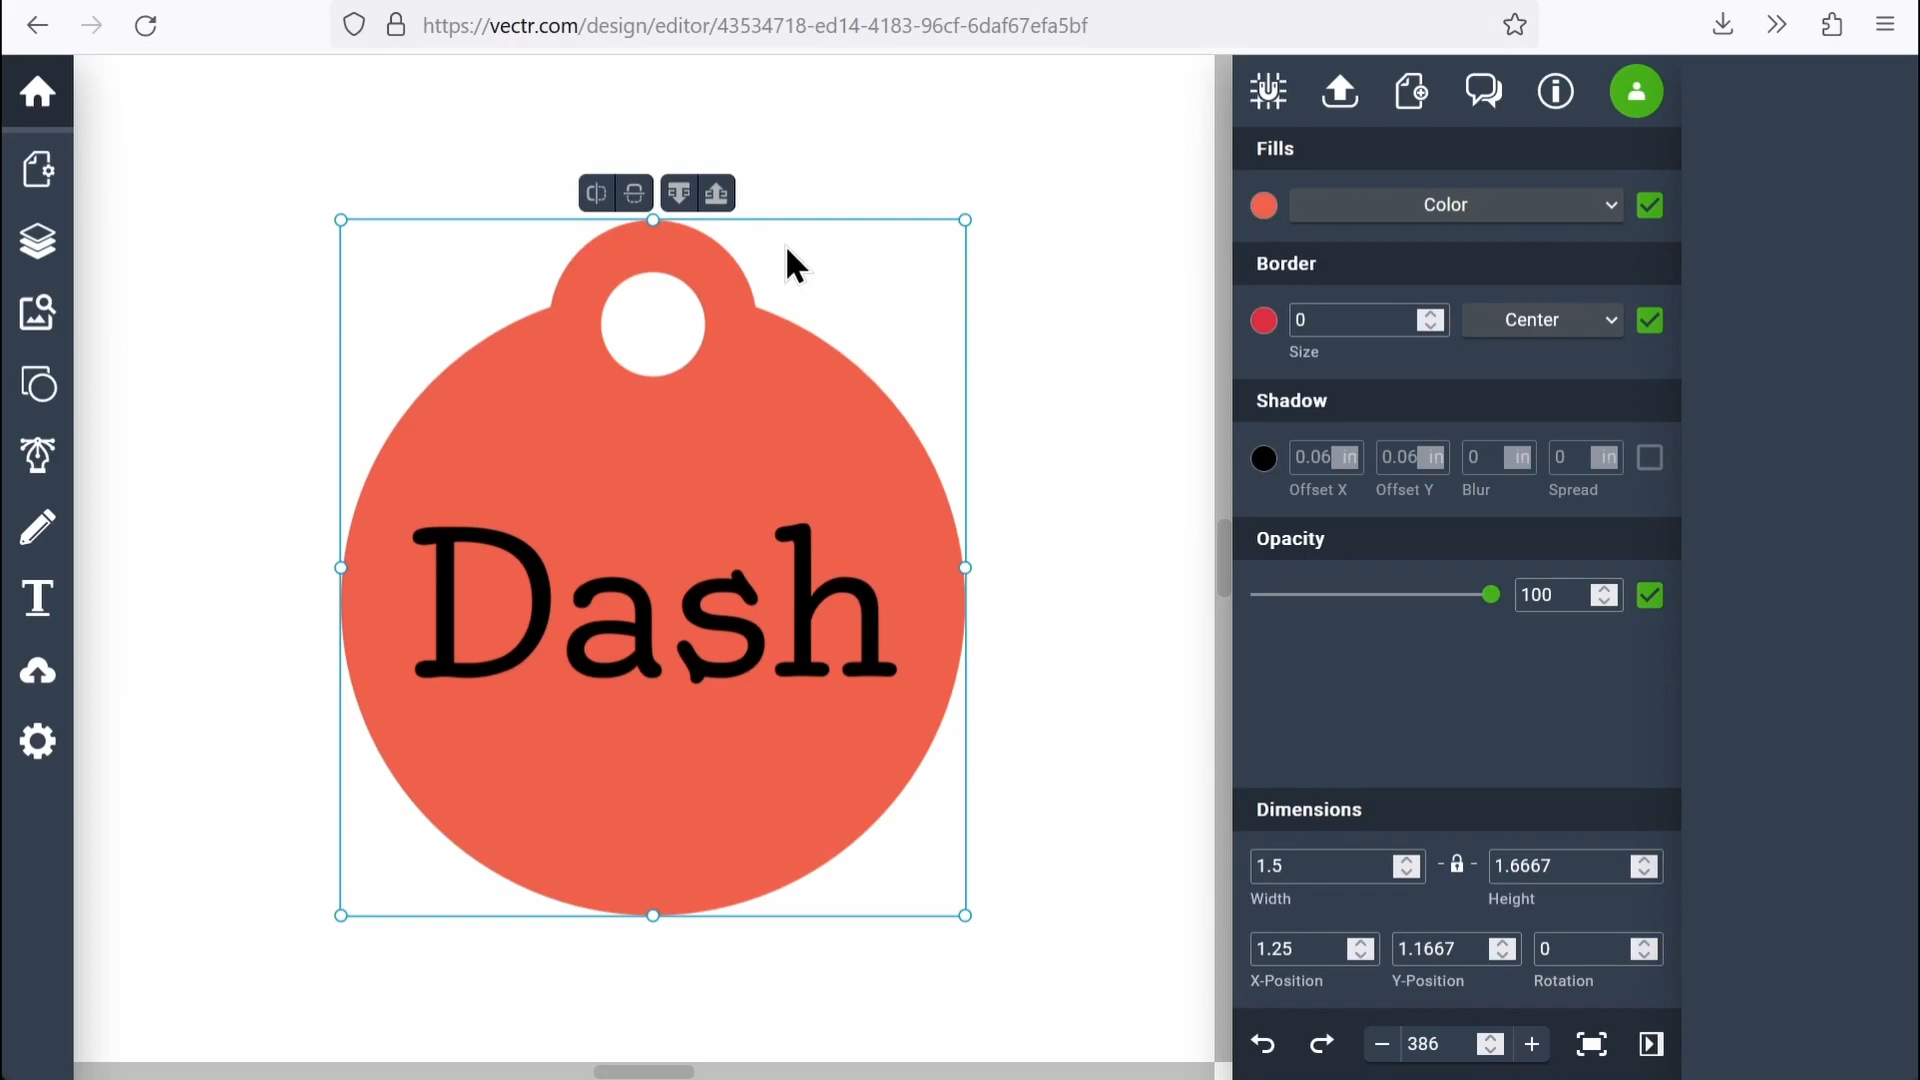 https://vectr.com/design/editor/43534718-ed14-4183-96cf-6daf67efa5bf
Fills
Color
Border
0
Center
Size
Shadow
0.06 in 0.06 in 0 in 0 in
Offset X Offset Y Blur Spread
Opacity
100
Dash
Dimensions
1.5 1.6667
Width Height
1.25 1.1667 0
X-Position Y-Position Rotation
386